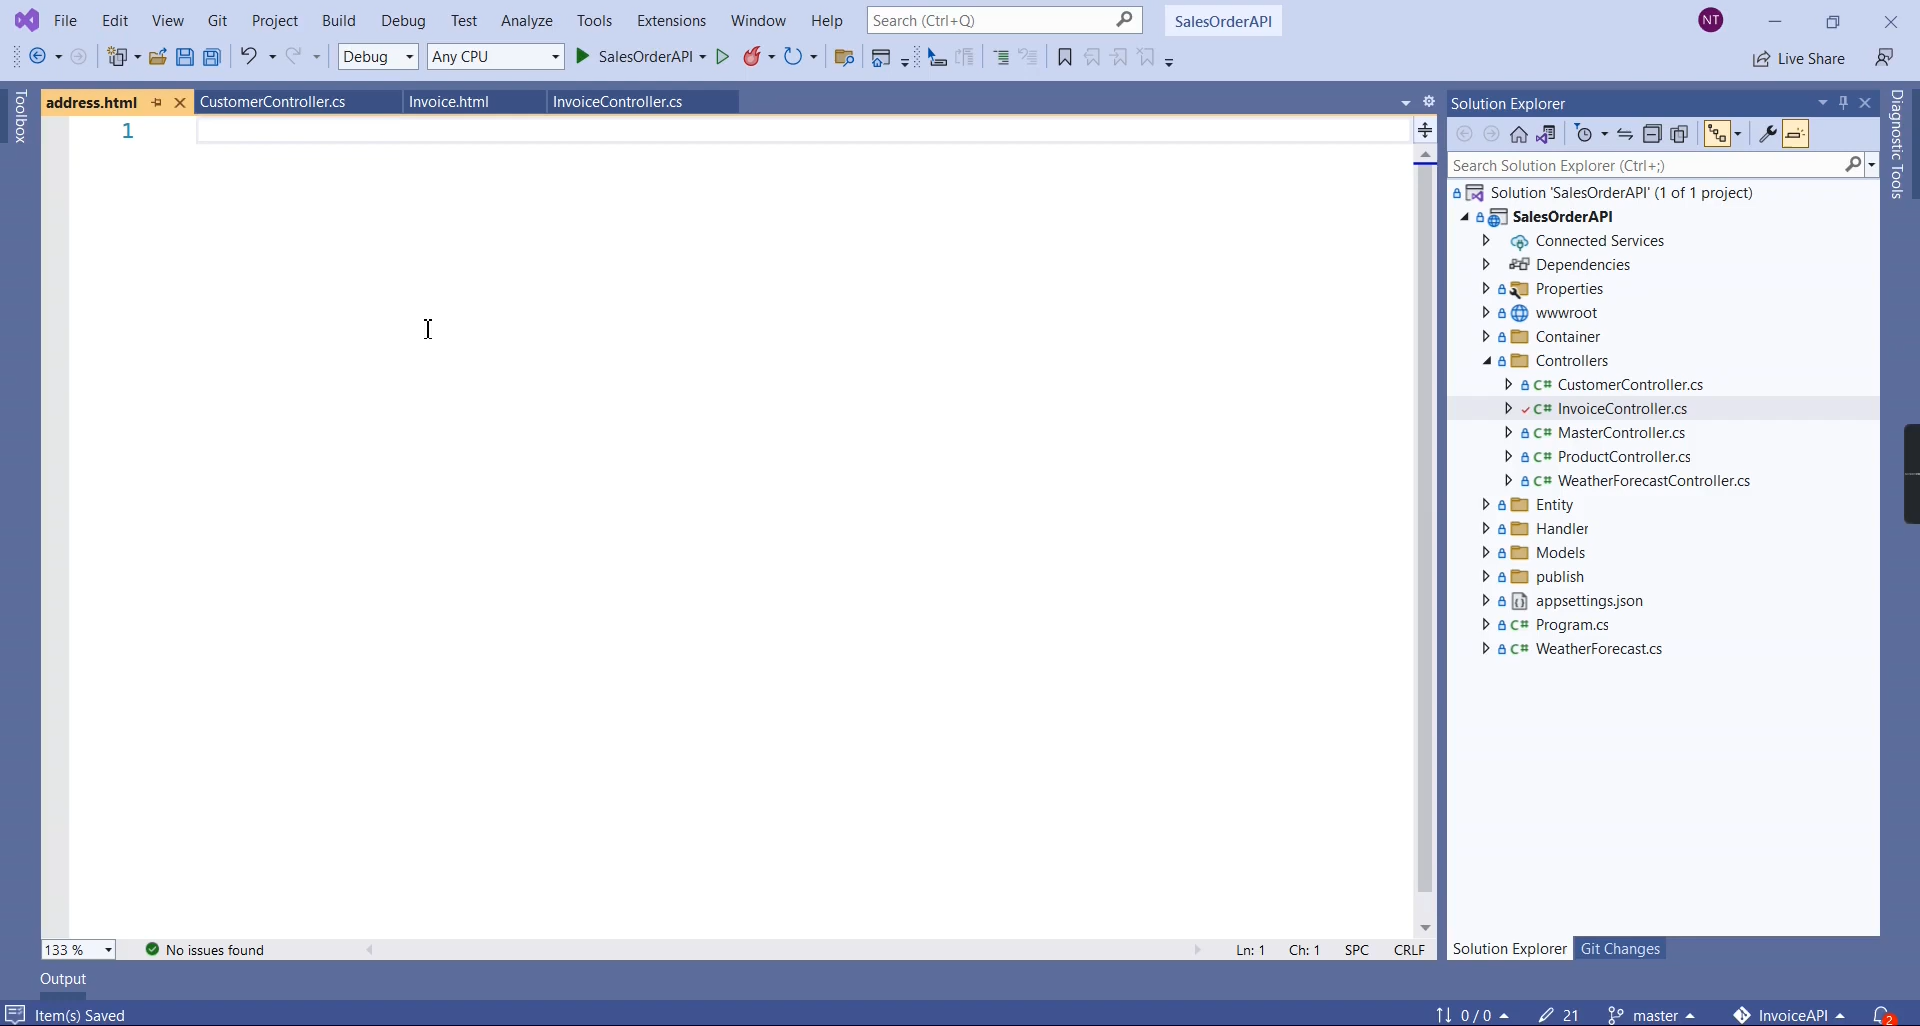 File Edit View Git Project Build Debug Test Analyze Tools Extensions Window Help Search (Ctrl+Q) SalesOrderAPI NT
Debug Any CPU SalesOrderAPI Live Share
Toolbox
address.html CustomerController.cs Invoice.html InvoiceController.cs
1
Solution Explorer
Search Solution Explorer (Ctrl+;)
Solution 'SalesOrderAPI' (1 of 1 project)
SalesOrderAPI
Connected Services
Dependencies
Properties
wwwroot
Container
Controllers
C# CustomerController.cs
C# InvoiceController.cs
C# MasterController.cs
C# ProductController.cs
C# WeatherForecastController.cs
Entity
Handler
Models
publish
appsettings.json
C# Program.cs
C# WeatherForecast.cs
Diagnostic Tools
133 % No issues found Ln: 1 Ch: 1 SPC CRLF
Solution Explorer Git Changes
Output
Item(s) Saved 0 / 0 21 master InvoiceAPI 2